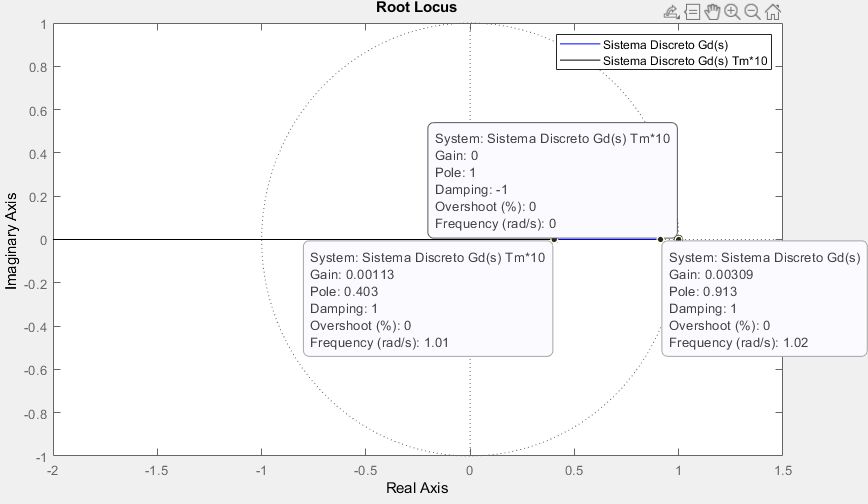 Root Locus
Sistema Discreto Gd(s)
Sistema Discreto Gd(s) Tm*10
System: Sistema Discreto Gd(s) Tm*10
Gain: 0
Pole: 1
Damping: -1
Overshoot (%): 0
Frequency (rad/s): 0
System: Sistema Discreto Gd(s) Tm*10
Gain: 0.00113
Pole: 0.403
Damping: 1
Overshoot (%): 0
Frequency (rad/s): 1.01
System: Sistema Discreto Gd(s)
Gain: 0.00309
Pole: 0.913
Damping: 1
Overshoot (%): 0
Frequency (rad/s): 1.02
Imaginary Axis
1
0.8
0.6
0.4
0.2
0
-0.2
-0.4
-0.6
-0.8
-1
-2
-1.5
-1
-0.5
0
0.5
1
1.5
Real Axis